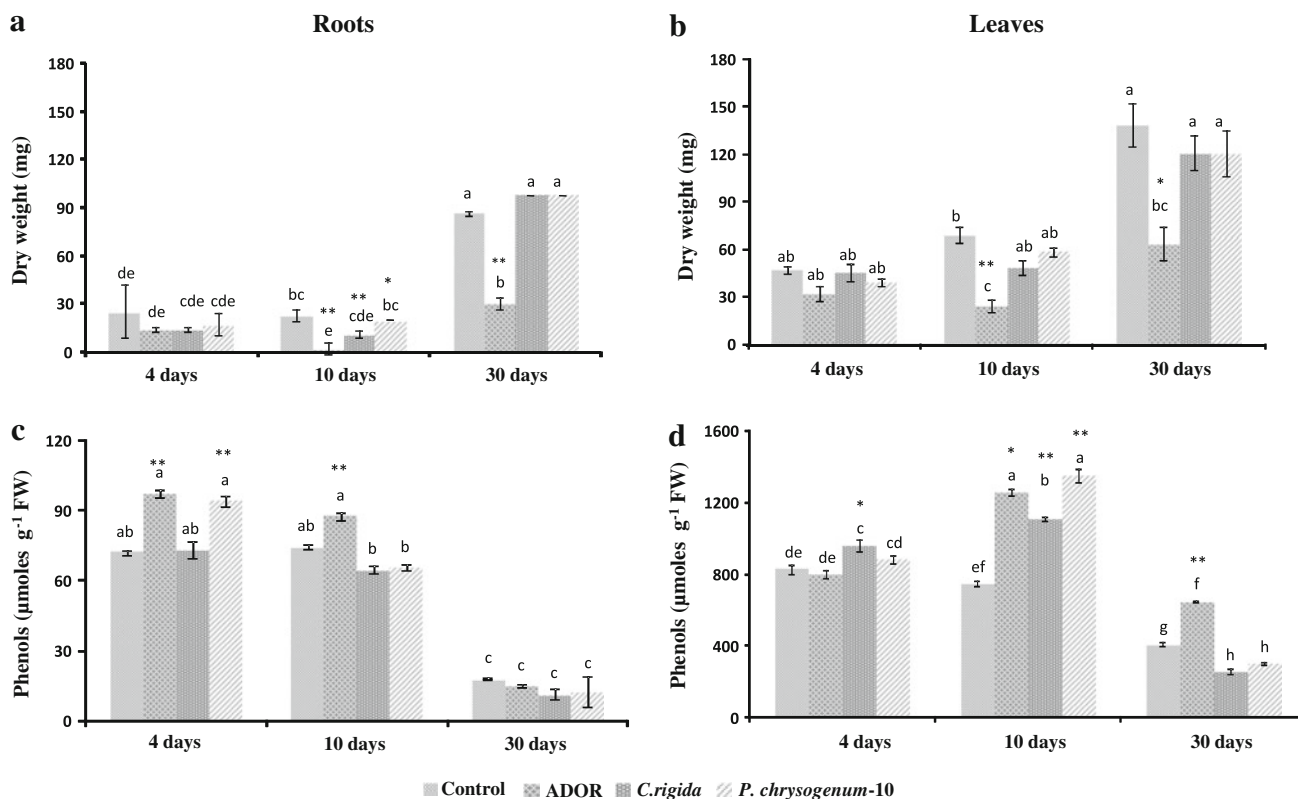 a
Roots
180
150
120
90
60
30
0
Dry weight (mg)
de
de
cde
cde
bc
**
e
**
cde
*
bc
a
**
b
a
a
4 days
10 days
30 days
b
Leaves
180
150
120
90
60
30
0
Dry weight (mg)
ab
ab
ab
ab
b
**
c
ab
ab
a
*
bc
a
a
4 days
10 days
30 days
c
120
90
60
30
0
Phenols (µmoles g-1 FW)
ab
**
a
ab
**
a
ab
**
a
b
b
c
c
c
c
4 days
10 days
30 days
d
1600
1200
800
400
0
Phenols (µmoles g-1 FW)
de
de
*
c
cd
ef
*
a
**
b
**
a
g
**
f
h
h
4 days
10 days
30 days
Control ADOR C.rigida P. chrysogenum-10